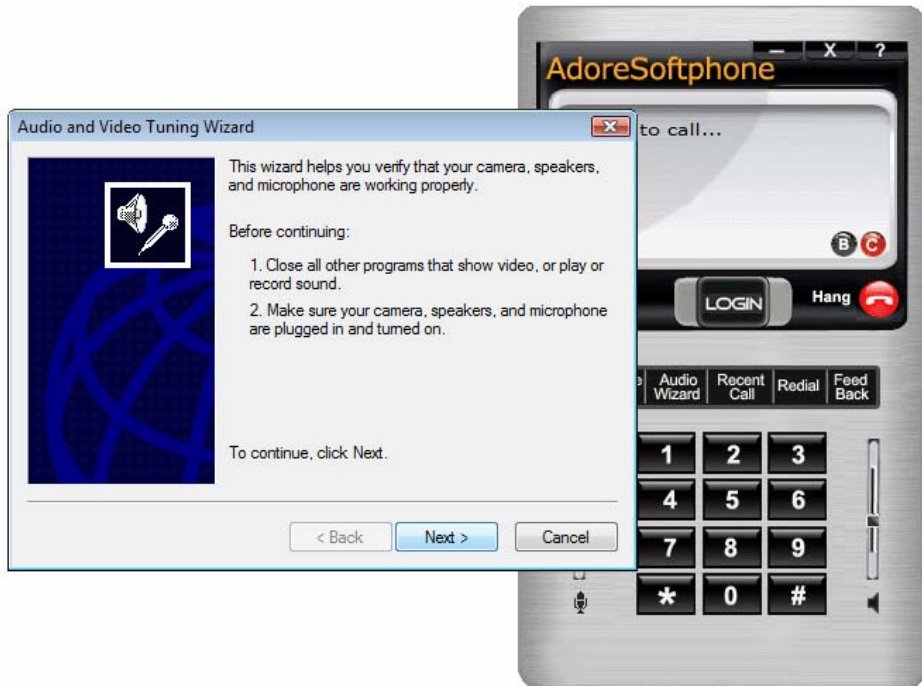 AdoreSoftphone
— X ?
to call...
B C
LOGIN
Hang
Audio Wizard
Recent Call
Redial
Feed Back
1 2 3
4 5 6
7 8 9
* 0 #
Audio and Video Tuning Wizard
This wizard helps you verify that your camera, speakers,
and microphone are working properly.
Before continuing:
1. Close all other programs that show video, or play or
record sound.
2. Make sure your camera, speakers, and microphone
are plugged in and turned on.
To continue, click Next.
< Back
Next >
Cancel